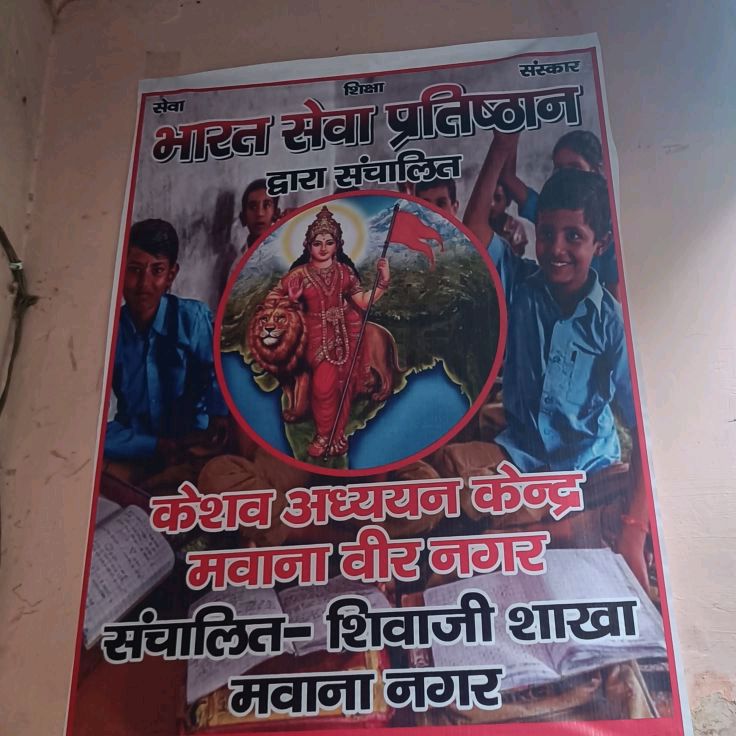 सेवा शिक्षा संस्कार
भारत सेवा प्रतिष्ठान
द्वारा संचालित
केशव अध्ययन केन्द्र
मवाना वीर नगर
संचालित- शिवाजी शाखा
मवाना नगर